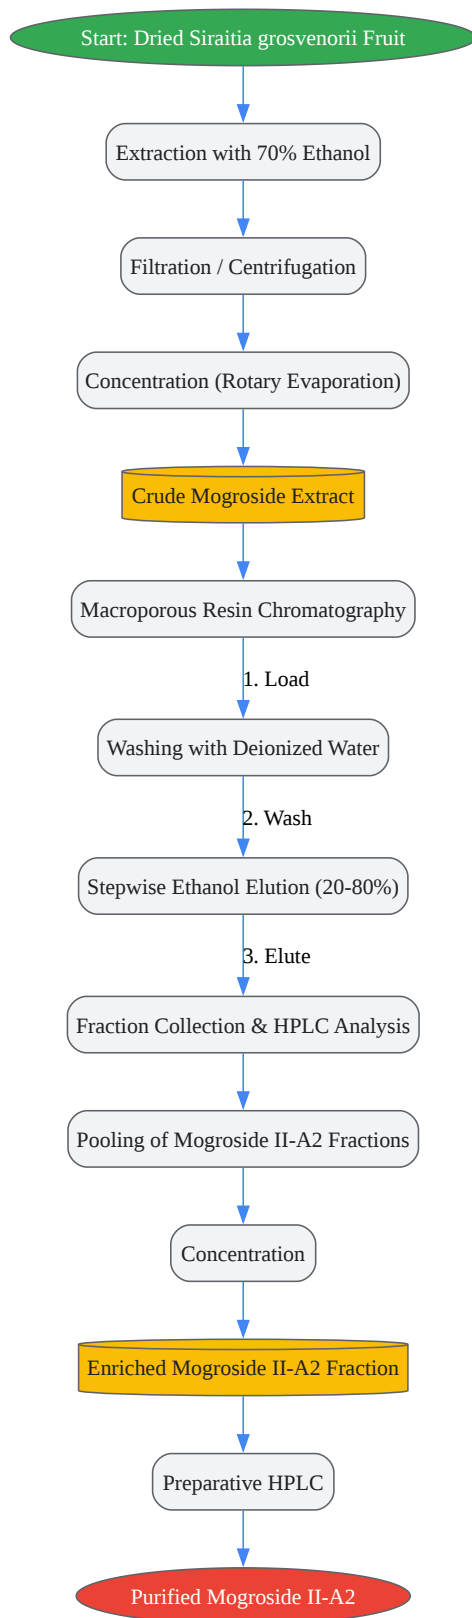 Start: Dried Siraitia grosvenorii Fruit
Extraction with 70% Ethanol
Filtration / Centrifugation
Concentration (Rotary Evaporation)
Crude Mogroside Extract
Macroporous Resin Chromatography
1. Load
Washing with Deionized Water
2. Wash
Stepwise Ethanol Elution (20-80%)
3. Elute
Fraction Collection & HPLC Analysis
Pooling of Mogroside II-A2 Fractions
Concentration
Enriched Mogroside II-A2 Fraction
Preparative HPLC
Purified Mogroside II-A2